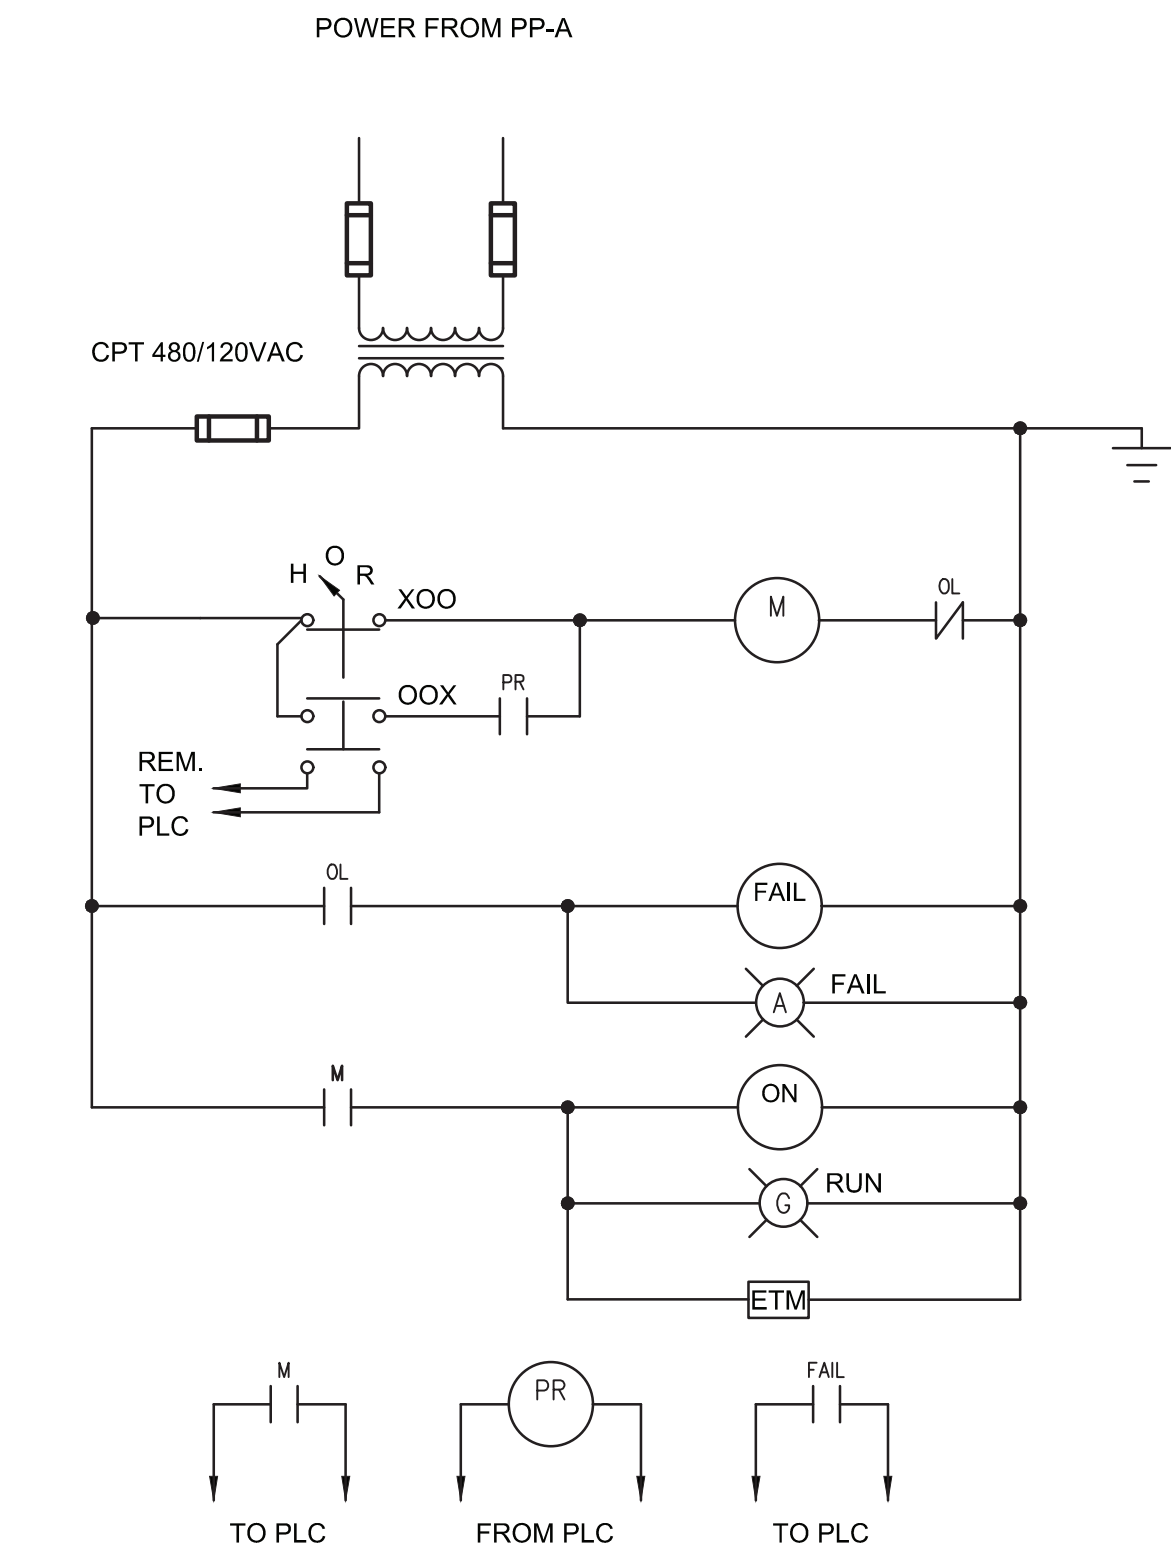 POWER FROM PP-A
CPT 480/120VAC
H O R
XOO
M
OL
OOX
PR
REM.
TO
PLC
OL
FAIL
A
FAIL
M
ON
G
RUN
ETM
M
PR
FAIL
TO PLC
FROM PLC
TO PLC